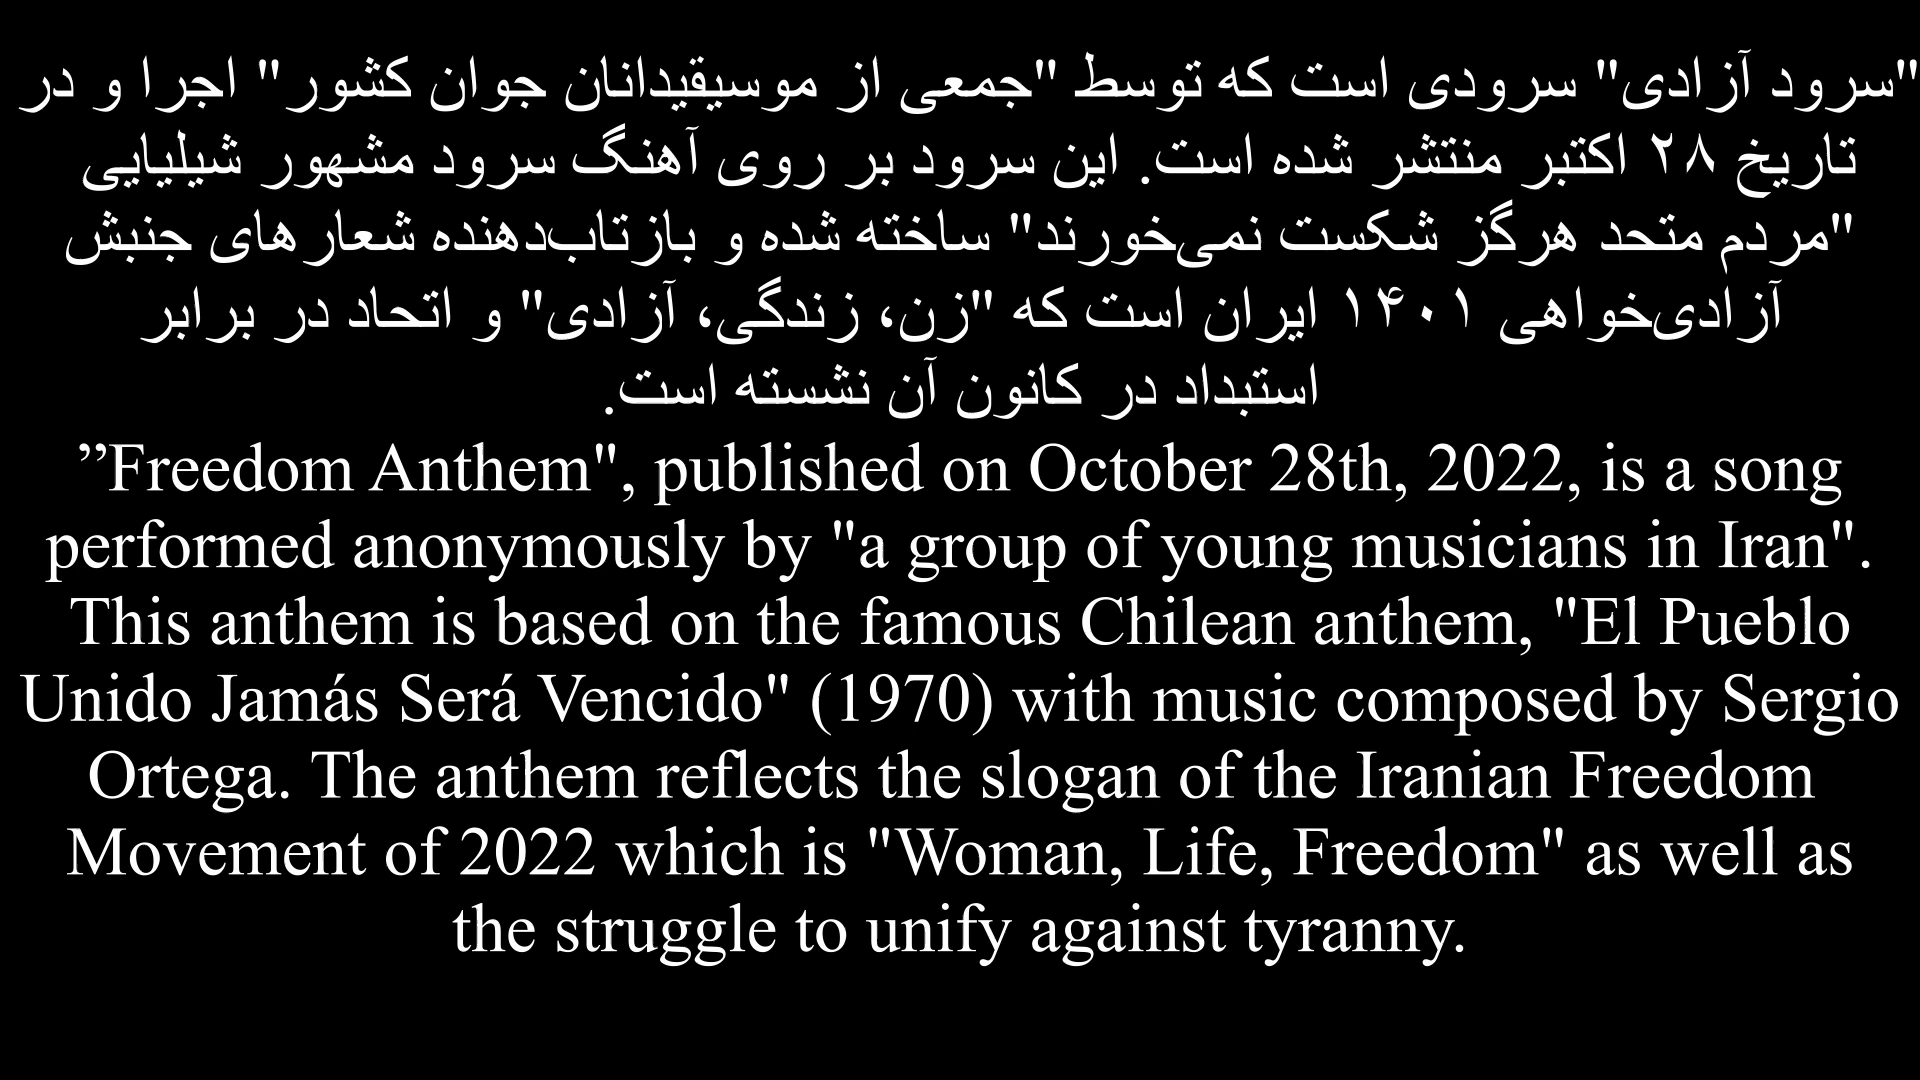 "سرود آزادی" سرودی است که توسط "جمعی از موسیقیدانان جوان کشور" اجرا و در
تاریخ ۲۸ اکتبر منتشر شده است. این سرود بر روی آهنگ سرود مشهور شیلیایی
"مردم متحد هرگز شکست نمی‌خورند" ساخته شده و بازتاب‌دهنده شعارهای جنبش
آزادی‌خواهی ۱۴۰۱ ایران است که "زن، زندگی، آزادی" و اتحاد در برابر
استبداد در کانون آن نشسته است.
”Freedom Anthem", published on October 28th, 2022, is a song
performed anonymously by "a group of young musicians in Iran".
This anthem is based on the famous Chilean anthem, "El Pueblo
Unido Jamás Será Vencido" (1970) with music composed by Sergio
Ortega. The anthem reflects the slogan of the Iranian Freedom
Movement of 2022 which is "Woman, Life, Freedom" as well as
the struggle to unify against tyranny.